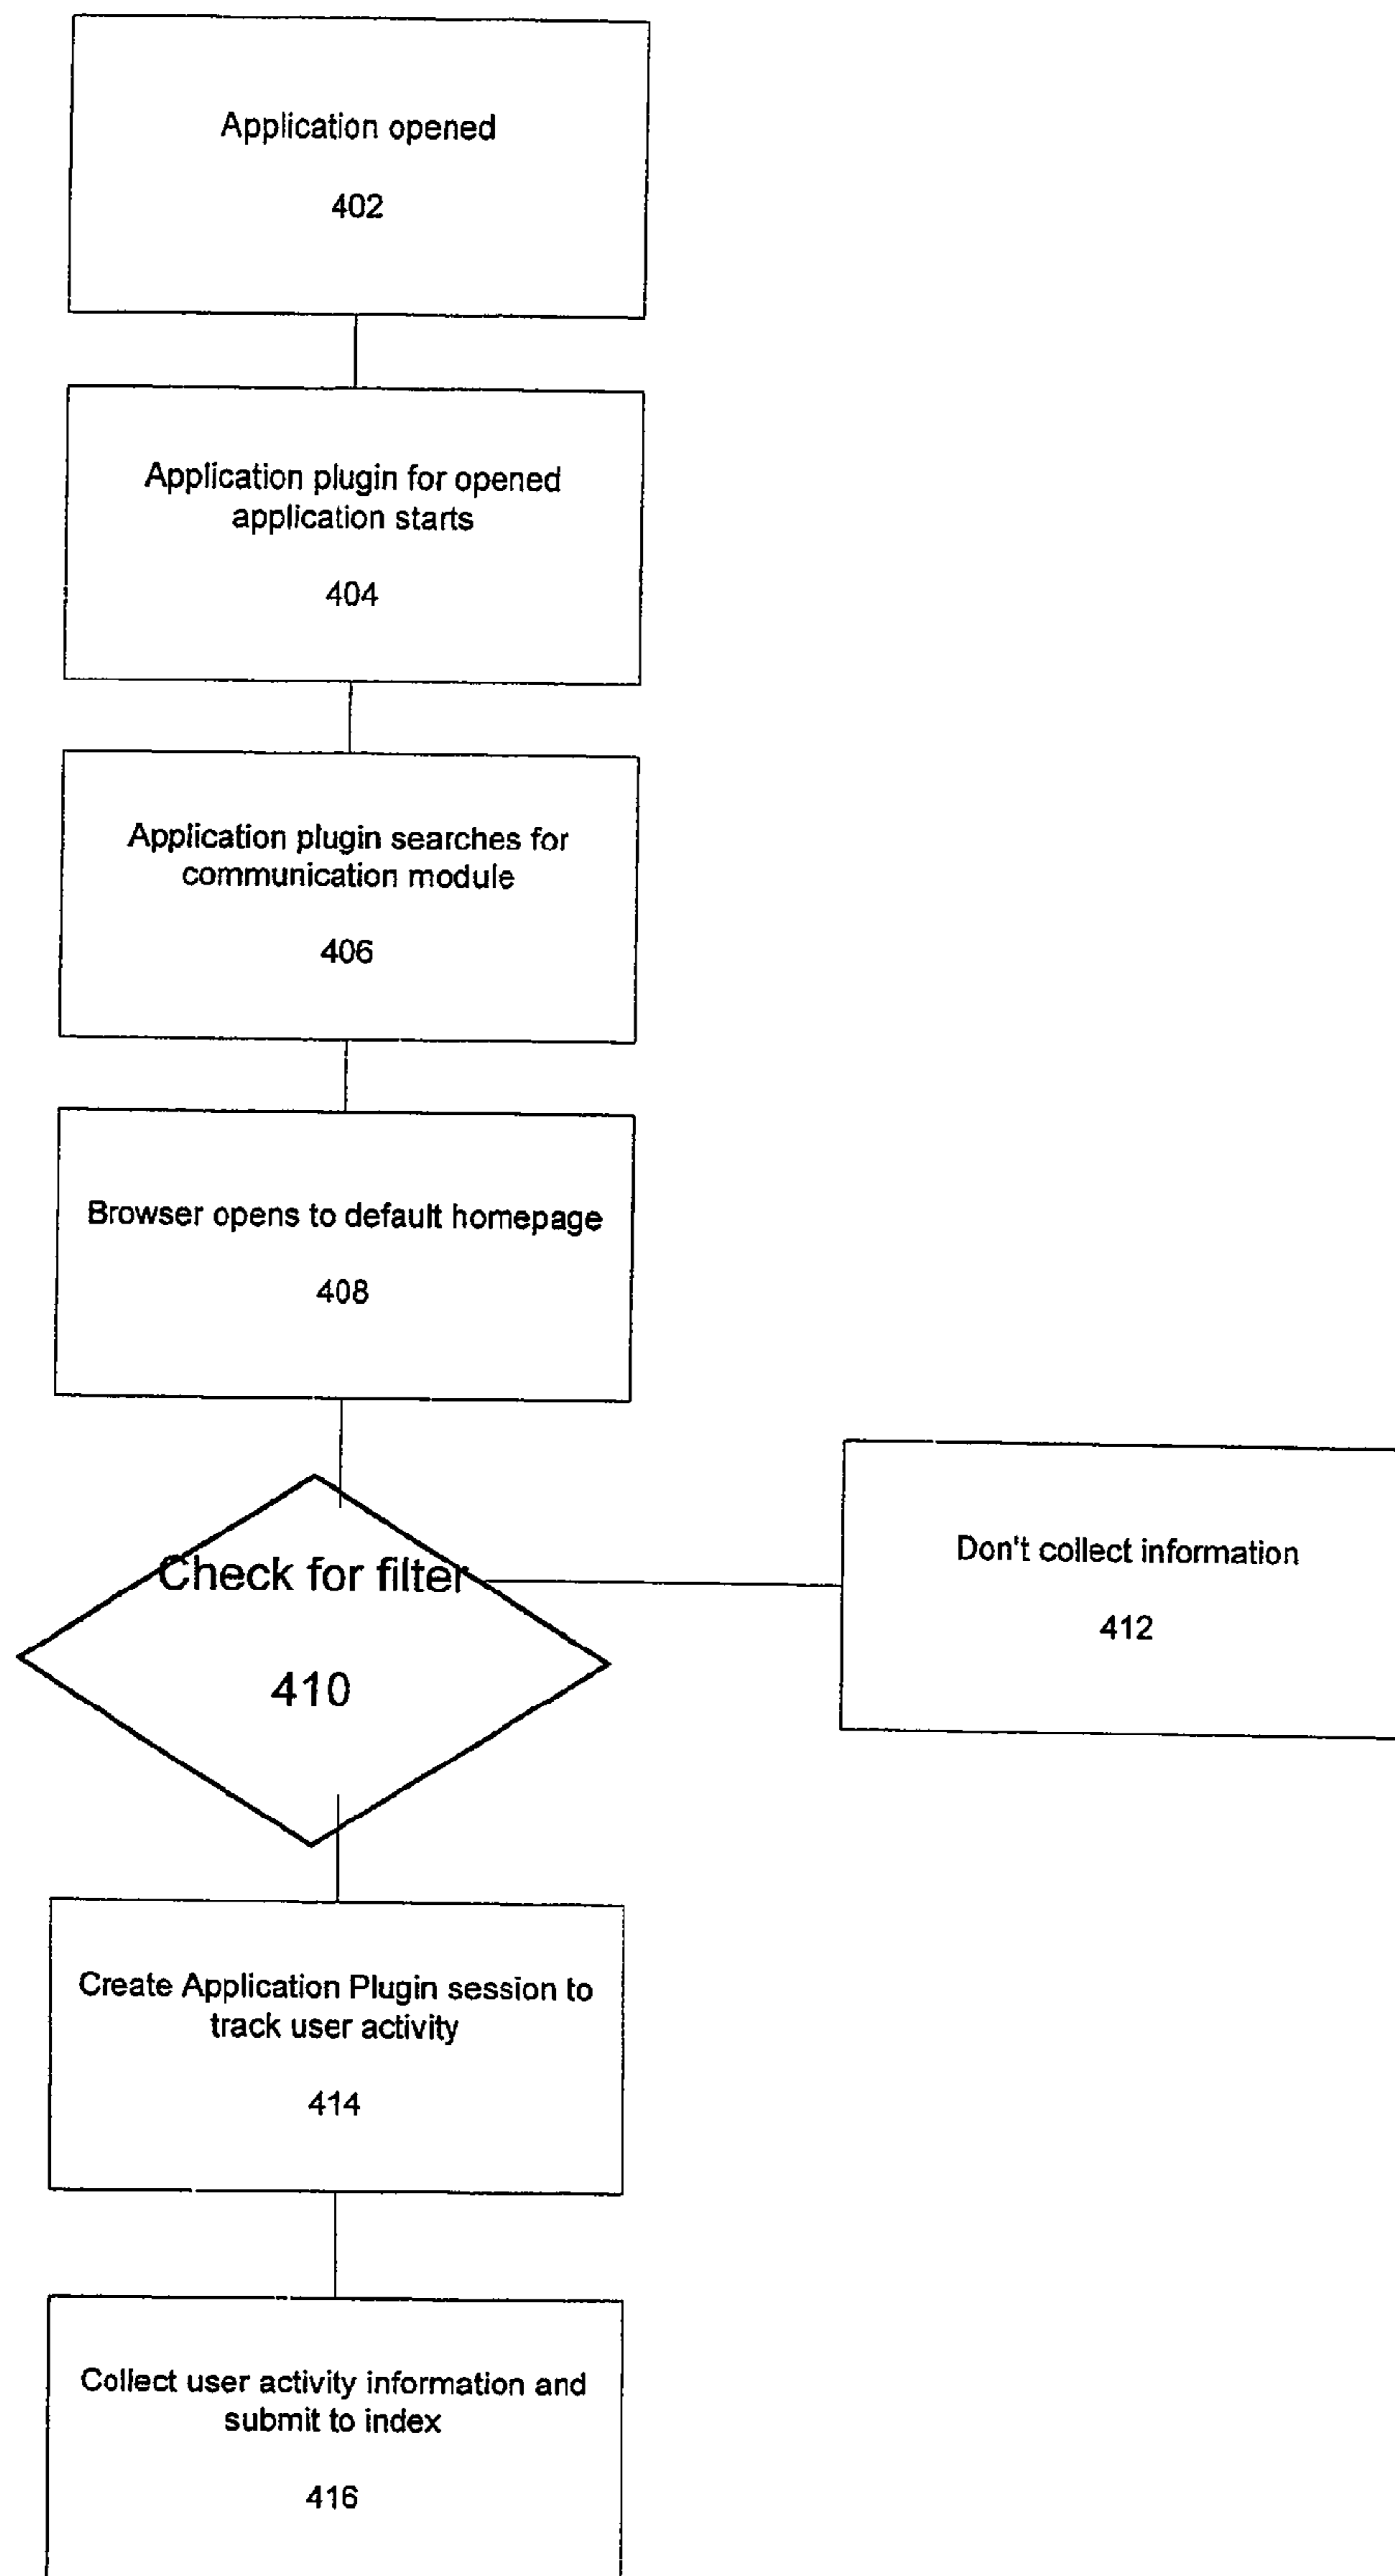 Application opened
402
Application plugin for opened
application starts
404
Application plugin searches for
communication module
406
Browser opens to default homepage
408
Check for filter
410
Don't collect information
412
Create Application Plugin session to
track user activity
414
Collect user activity information and
submit to index
416